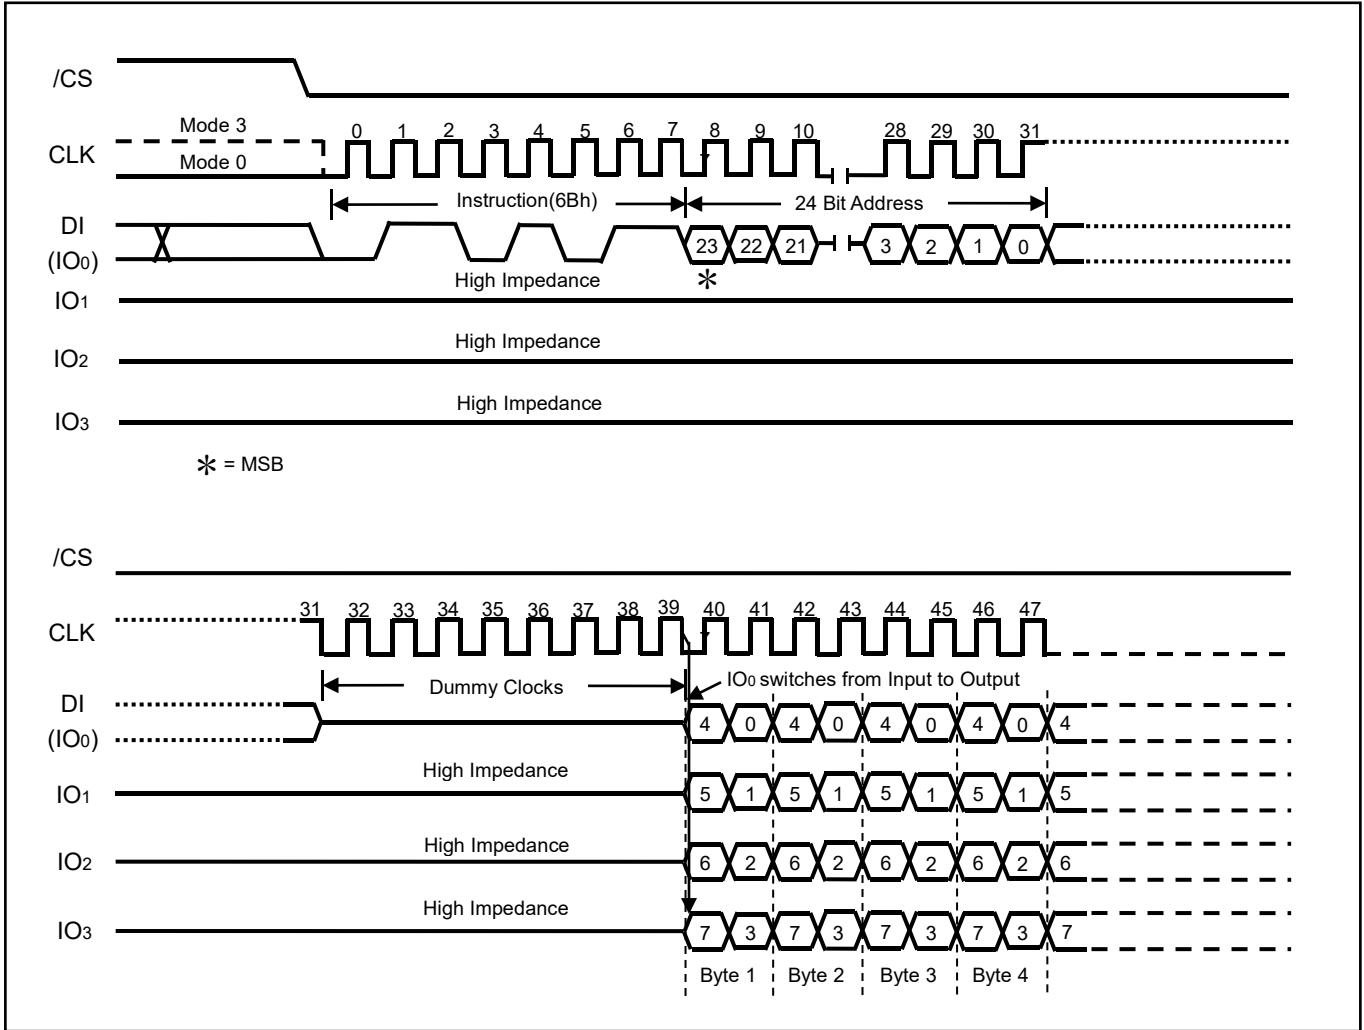 /CS
Mode 3
0 1 2 3 4 5 6 7 8 9 10 28 29 30 31
CLK
Mode 0
Instruction(6Bh) 24 Bit Address
DI
(IO0)
23 22 21 3 2 1 0
High Impedance *
IO1
High Impedance
IO2
High Impedance
IO3
* = MSB
/CS
31 32 33 34 35 36 37 38 39 40 41 42 43 44 45 46 47
CLK
Dummy Clocks
IO0 switches from Input to Output
DI
(IO0)
4 0 4 0 4 0 4 0 4
High Impedance
IO1 5 1 5 1 5 1 5 1 5
High Impedance
IO2 6 2 6 2 6 2 6 2 6
High Impedance
IO3 7 3 7 3 7 3 7 3 7
Byte 1 Byte 2 Byte 3 Byte 4